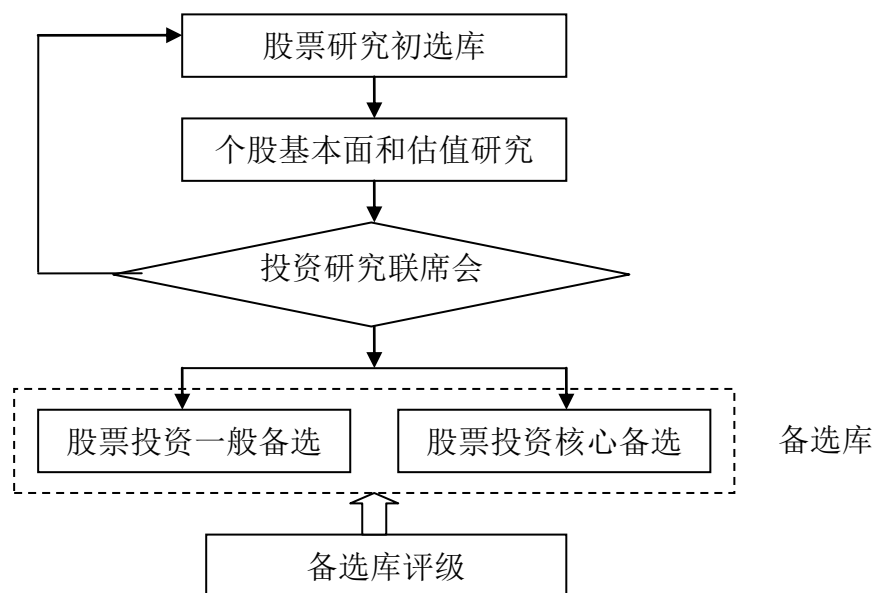 股票研究初选库
个股基本面和估值研究
投资研究联席会
股票投资一般备选
股票投资核心备选
备选库
备选库评级